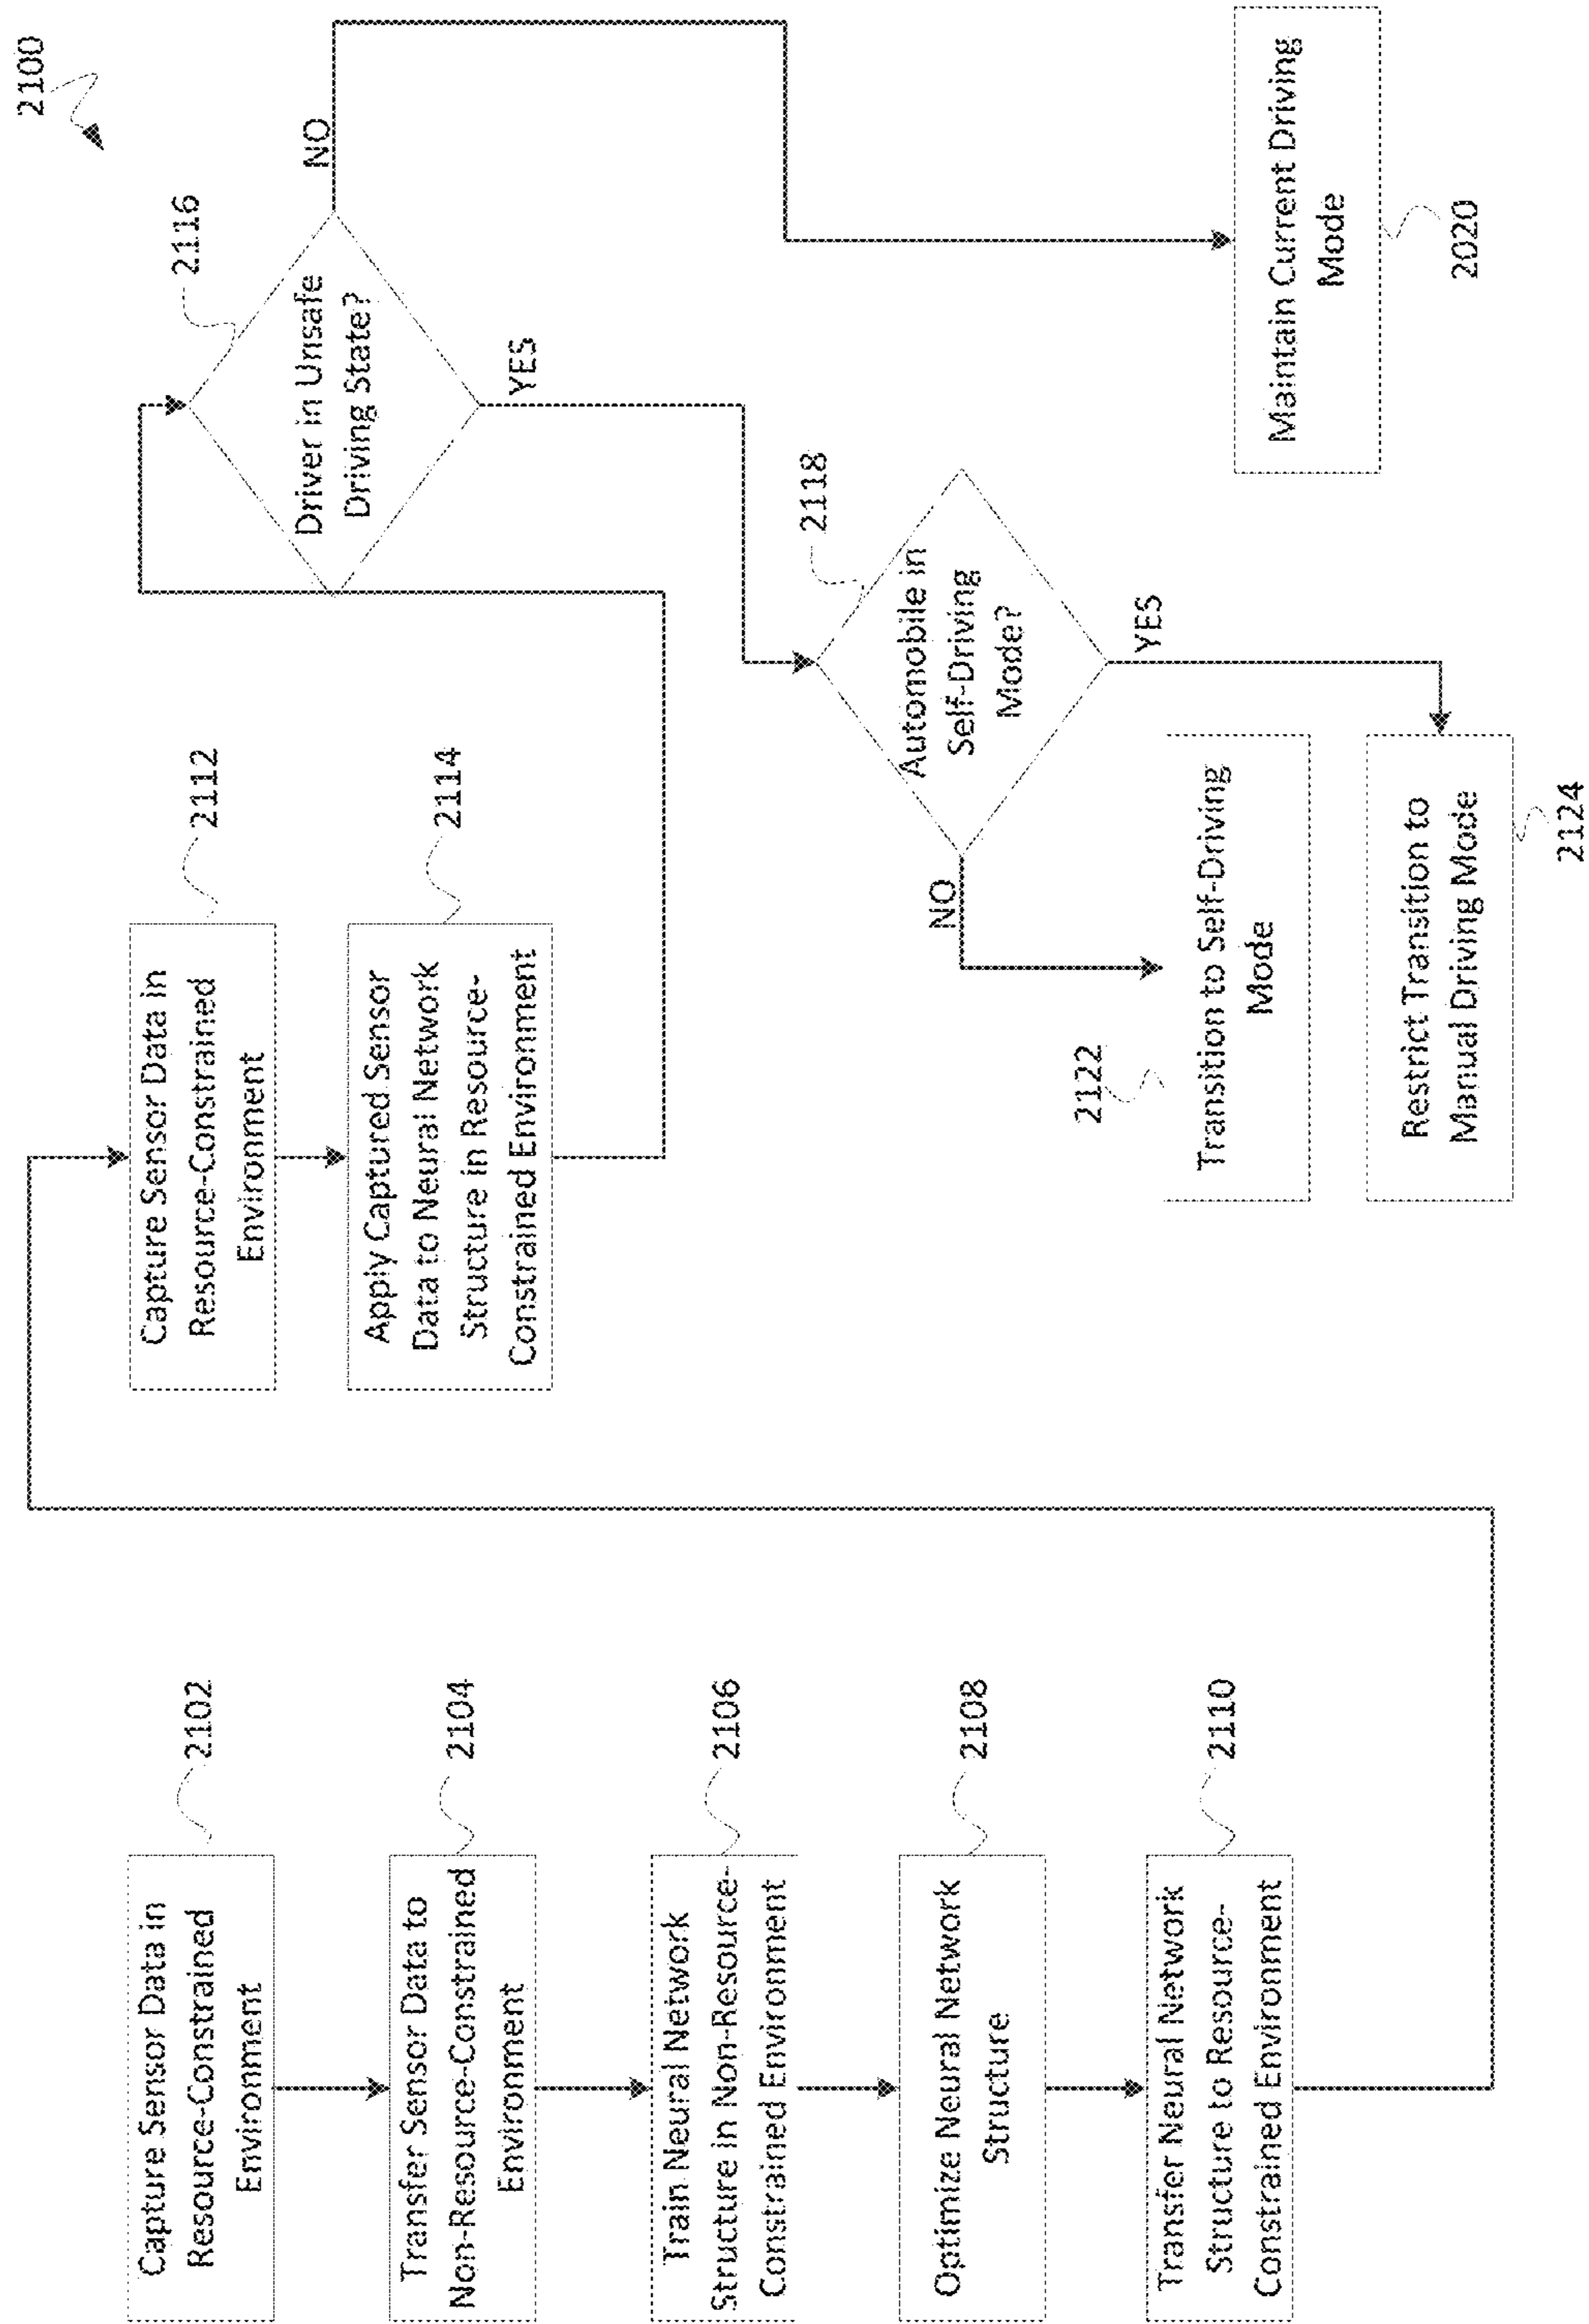 2100
Capture Sensor Data in
Resource-Constrained
Environment
2102
Transfer Sensor Data to
Non-Resource-Constrained
Environment
2104
Train Neural Network
Structure in Non-Resource-
Constrained Environment
2106
Optimize Neural Network
Structure
2108
Transfer Neural Network
Structure to Resource-
Constrained Environment
2110
Capture Sensor Data in
Resource-Constrained
Environment
2112
Apply Captured Sensor
Data to Neural Network
Structure in Resource-
Constrained Environment
2114
Driver in Unsafe
Driving State?
2116
NO
YES
Automobile in
Self-Driving
Mode?
2118
NO
YES
2122
Transition to Self-Driving
Mode
Restrict Transition to
Manual Driving Mode
2124
Maintain Current Driving
Mode
2020